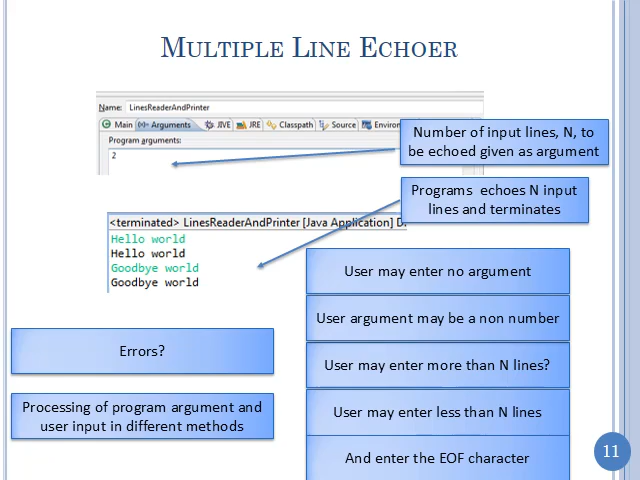 MULTIPLE LINE ECHOER
Name: LinesReaderAndPrinter
Main (x)= Arguments JIVE JRE Classpath Source Environ
Program arguments:
2
Number of input lines, N, to
be echoed given as argument
Programs echoes N input
lines and terminates
<terminated> LinesReaderAndPrinter [Java Application] D:
Hello world
Hello world
Goodbye world
Goodbye world
User may enter no argument
User argument may be a non number
Errors?
User may enter more than N lines?
Processing of program argument and
user input in different methods
User may enter less than N lines
And enter the EOF character
11